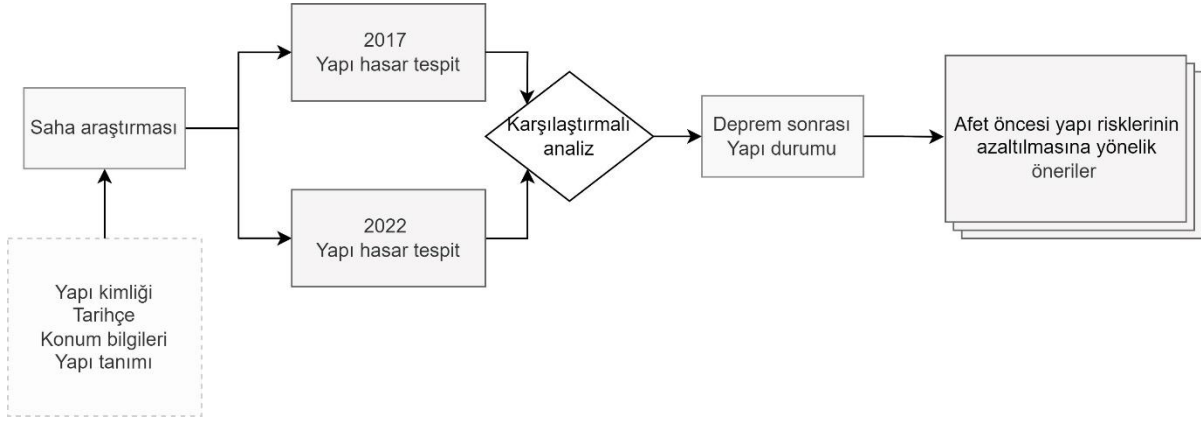 Saha araştırması
Yapı kimliği
Tarihçe
Konum bilgileri
Yapı tanımı
2017
Yapı hasar tespit
2022
Yapı hasar tespit
Karşılaştırmalı
analiz
Deprem sonrası
Yapı durumu
Afet öncesi yapı risklerinin
azaltılmasına yönelik
öneriler